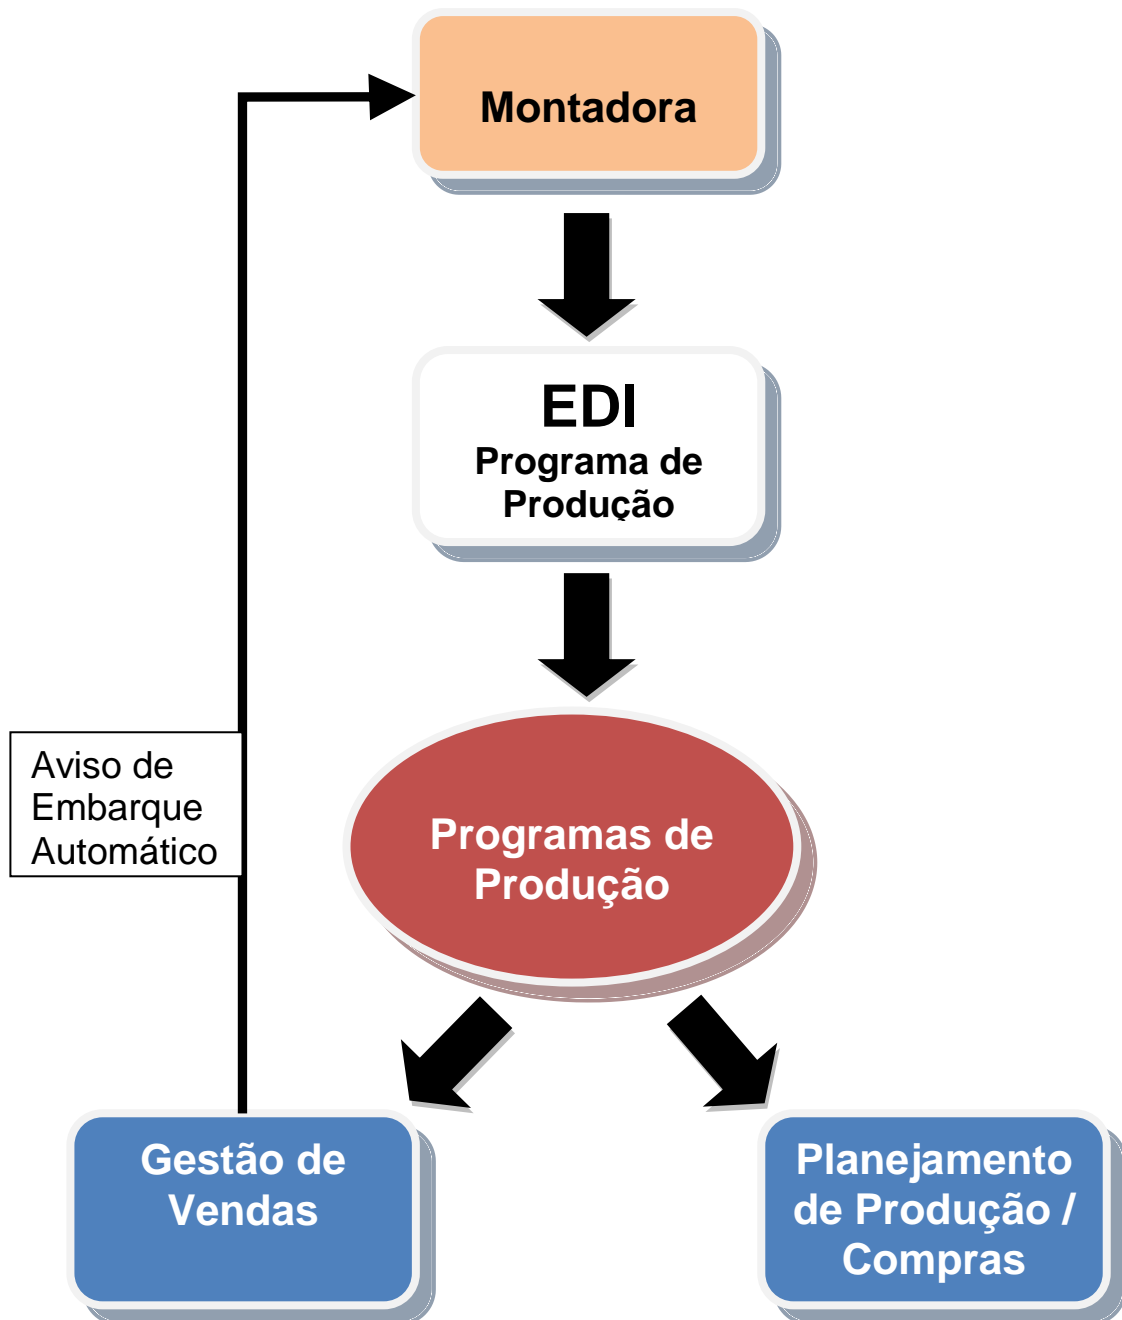 Montadora
EDI
Programa de
Produção
Aviso de
Embarque
Automático
Programas de
Produção
Gestão de
Vendas
Planejamento
de Produção /
Compras